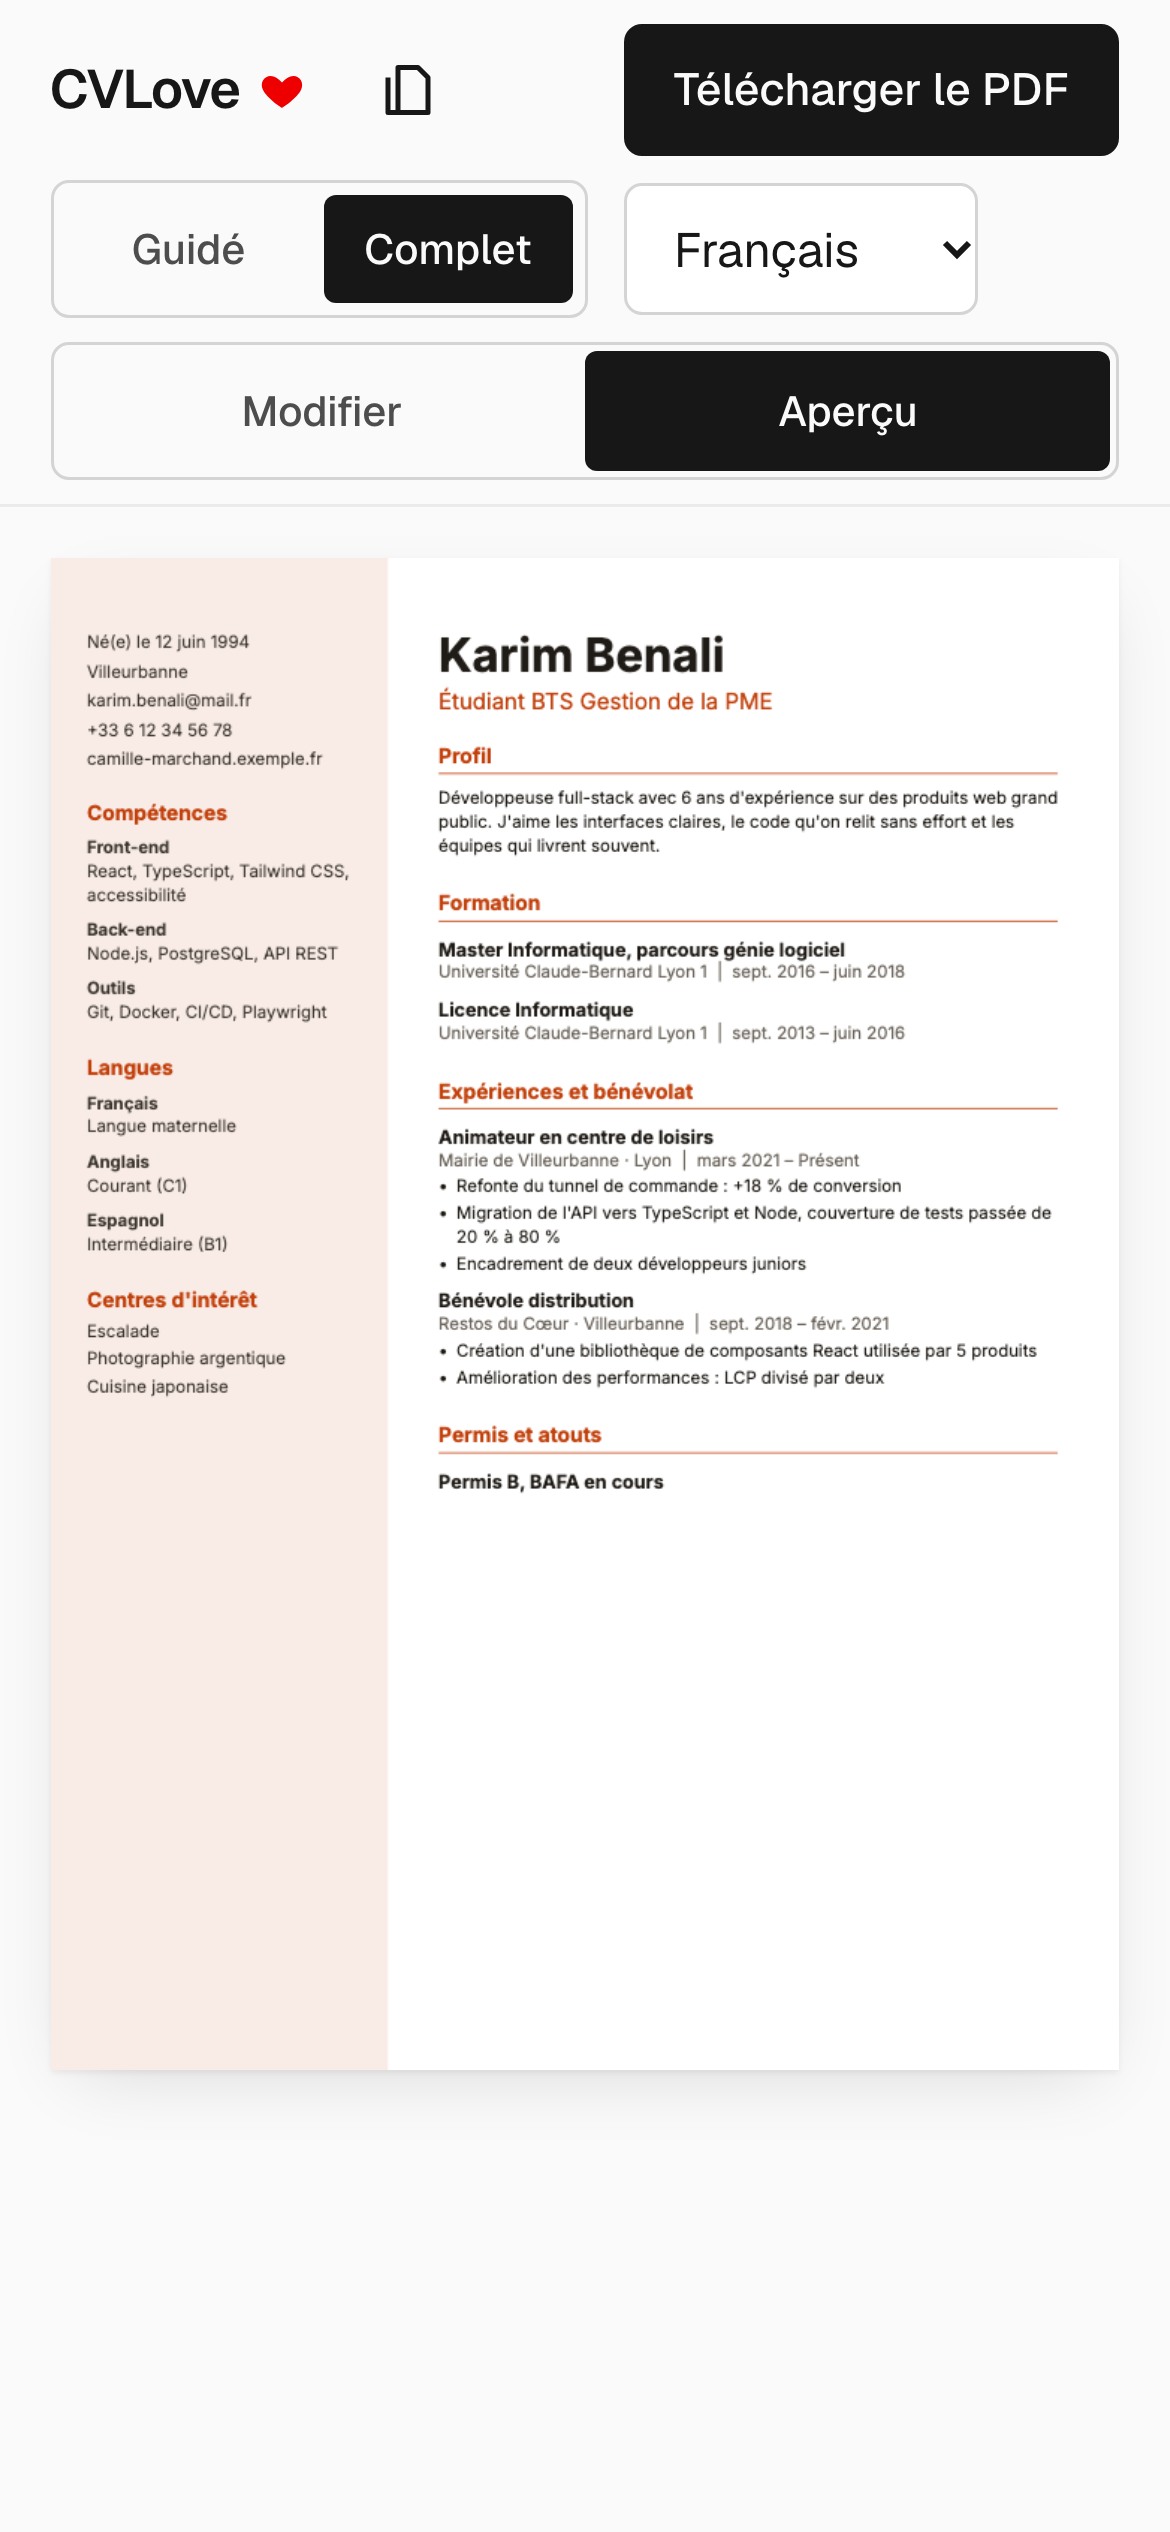 CVLove
Télécharger le PDF
Guidé
Complet
Français
Modifier
Aperçu
Né(e) le 12 juin 1994
Villeurbanne
karim.benali@mail.fr
+33 6 12 34 56 78
camille-marchand.exemple.fr
Compétences
Front-end
React, TypeScript, Tailwind CSS,
accessibilité
Back-end
Node.js, PostgreSQL, API REST
Outils
Git, Docker, CI/CD, Playwright
Langues
Français
Langue maternelle
Anglais
Courant (C1)
Espagnol
Intermédiaire (B1)
Centres d'intérêt
Escalade
Photographie argentique
Cuisine japonaise
Karim Benali
Étudiant BTS Gestion de la PME
Profil
Développeuse full-stack avec 6 ans d'expérience sur des produits web grand
public. J'aime les interfaces claires, le code qu'on relit sans effort et les
équipes qui livrent souvent.
Formation
Master Informatique, parcours génie logiciel
Université Claude-Bernard Lyon 1 | sept. 2016 – juin 2018
Licence Informatique
Université Claude-Bernard Lyon 1 | sept. 2013 – juin 2016
Expériences et bénévolat
Animateur en centre de loisirs
Mairie de Villeurbanne · Lyon | mars 2021 – Présent
• Refonte du tunnel de commande : +18 % de conversion
• Migration de l'API vers TypeScript et Node, couverture de tests passée de
20 % à 80 %
• Encadrement de deux développeurs juniors
Bénévole distribution
Restos du Cœur · Villeurbanne | sept. 2018 – févr. 2021
• Création d'une bibliothèque de composants React utilisée par 5 produits
• Amélioration des performances : LCP divisé par deux
Permis et atouts
Permis B, BAFA en cours